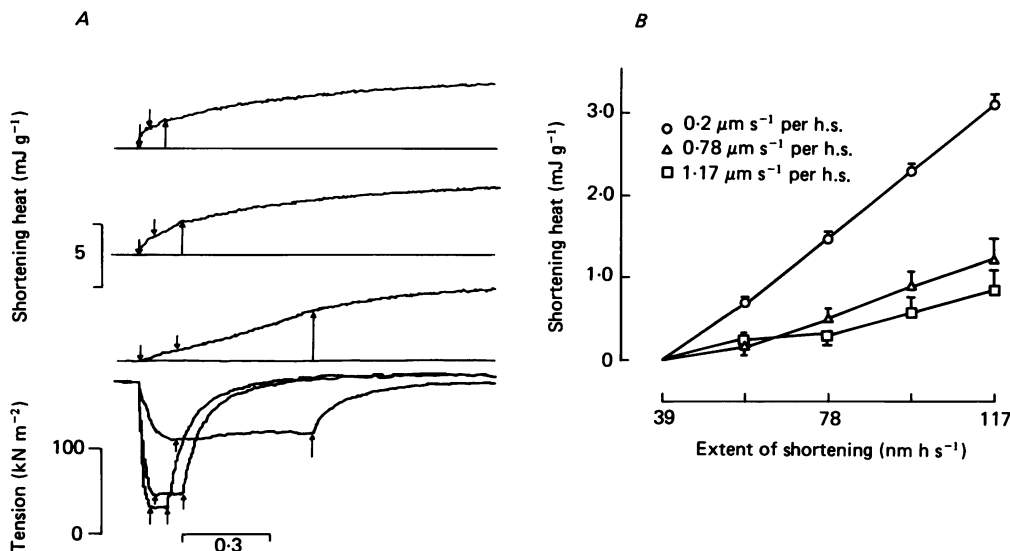 A
Shortening heat (mJ g⁻¹)
5
Tension (kN m⁻²)
100
0
0·3
B
Shortening heat (mJ g⁻¹)
3·0
2·0
1·0
0
0·2 μm s⁻¹ per h.s.
0·78 μm s⁻¹ per h.s.
1·17 μm s⁻¹ per h.s.
39
78
117
Extent of shortening (nm h s⁻¹)